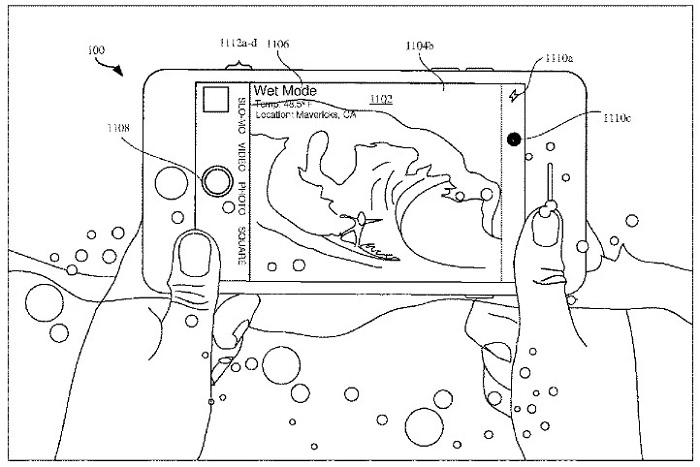 1112a-d 1106
1104b
100
1110a
Wet Mode
Temp: 48.5° F
1102
Location: Mavericks, CA
1110c
1108
SLO-MO VIDEO PHOTO SQUARE